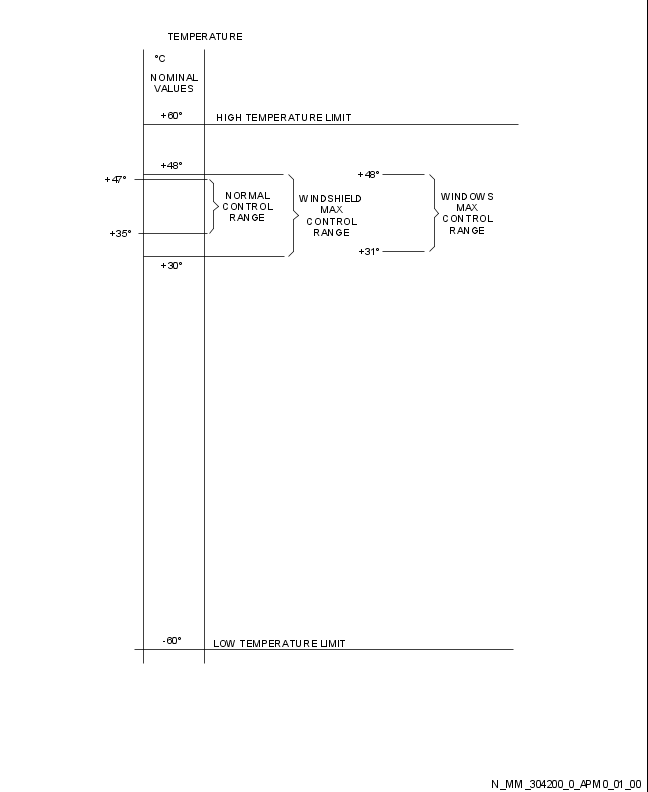 TEMPERATURE
°C
NOMINAL
VALUES
+60°
HIGH TEMPERATURE LIMIT
+48°
+47°
+35°
+30°
NORMAL
CONTROL
RANGE
WINDSHIELD
MAX
CONTROL
RANGE
+48°
+31°
WINDOWS
MAX
CONTROL
RANGE
-60°
LOW TEMPERATURE LIMIT
N_MM_304200_0_APM0_01_00